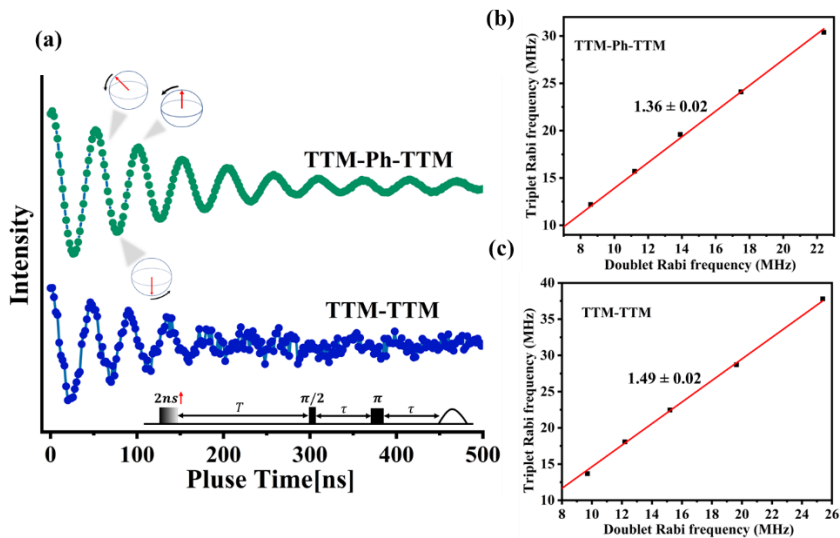 (a)
Intensity
TTM-Ph-TTM
TTM-TTM
2ns↑
T
π/2
τ
π
τ
0
100
200
300
400
500
Pluse Time[ns]
(b)
TTM-Ph-TTM
1.36 ± 0.02
Triplet Rabi frequency (MHz)
30
25
20
15
10
8 10 12 14 16 18 20 22
Doublet Rabi frequency (MHz)
(c)
TTM-TTM
1.49 ± 0.02
Triplet Rabi frequency (MHz)
40
35
30
25
20
15
10
8 10 12 14 16 18 20 22 24 26
Doublet Rabi frequency (MHz)